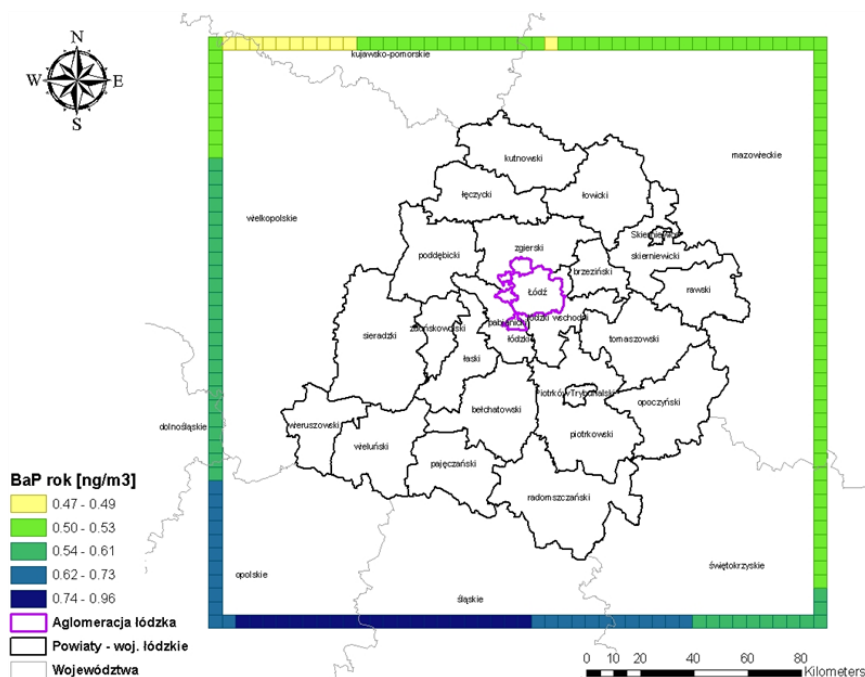 N
W E
S
kujawsko-pomorskie
mazowieckie
kutnowski
łęczycki
łowicki
wielkopolskie
Skierniewice
zgierski
poddębicki
skierniewicki
brzeziński
Łódź
rawski
pabianicki
łódzki wschodni
zduńskowolski
sieradzki
łódzkie
tomaszowski
łaski
Piotrków Trybunalski
opoczyński
bełchatowski
dolnośląskie
wieruszowski
piotrkowski
wieluński
pajęczański
radomszczański
opolskie
świętokrzyskie
śląskie
BaP rok [ng/m3]
0.47 - 0.49
0.50 - 0.53
0.54 - 0.61
0.62 - 0.73
0.74 - 0.96
Aglomeracja łódzka
Powiaty - woj. łódzkie
Województwa
0 20 40 60 80
Kilometers